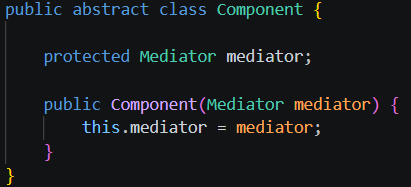 public abstract class Component {
protected Mediator mediator;
public Component(Mediator mediator) {
this.mediator = mediator;
}
}